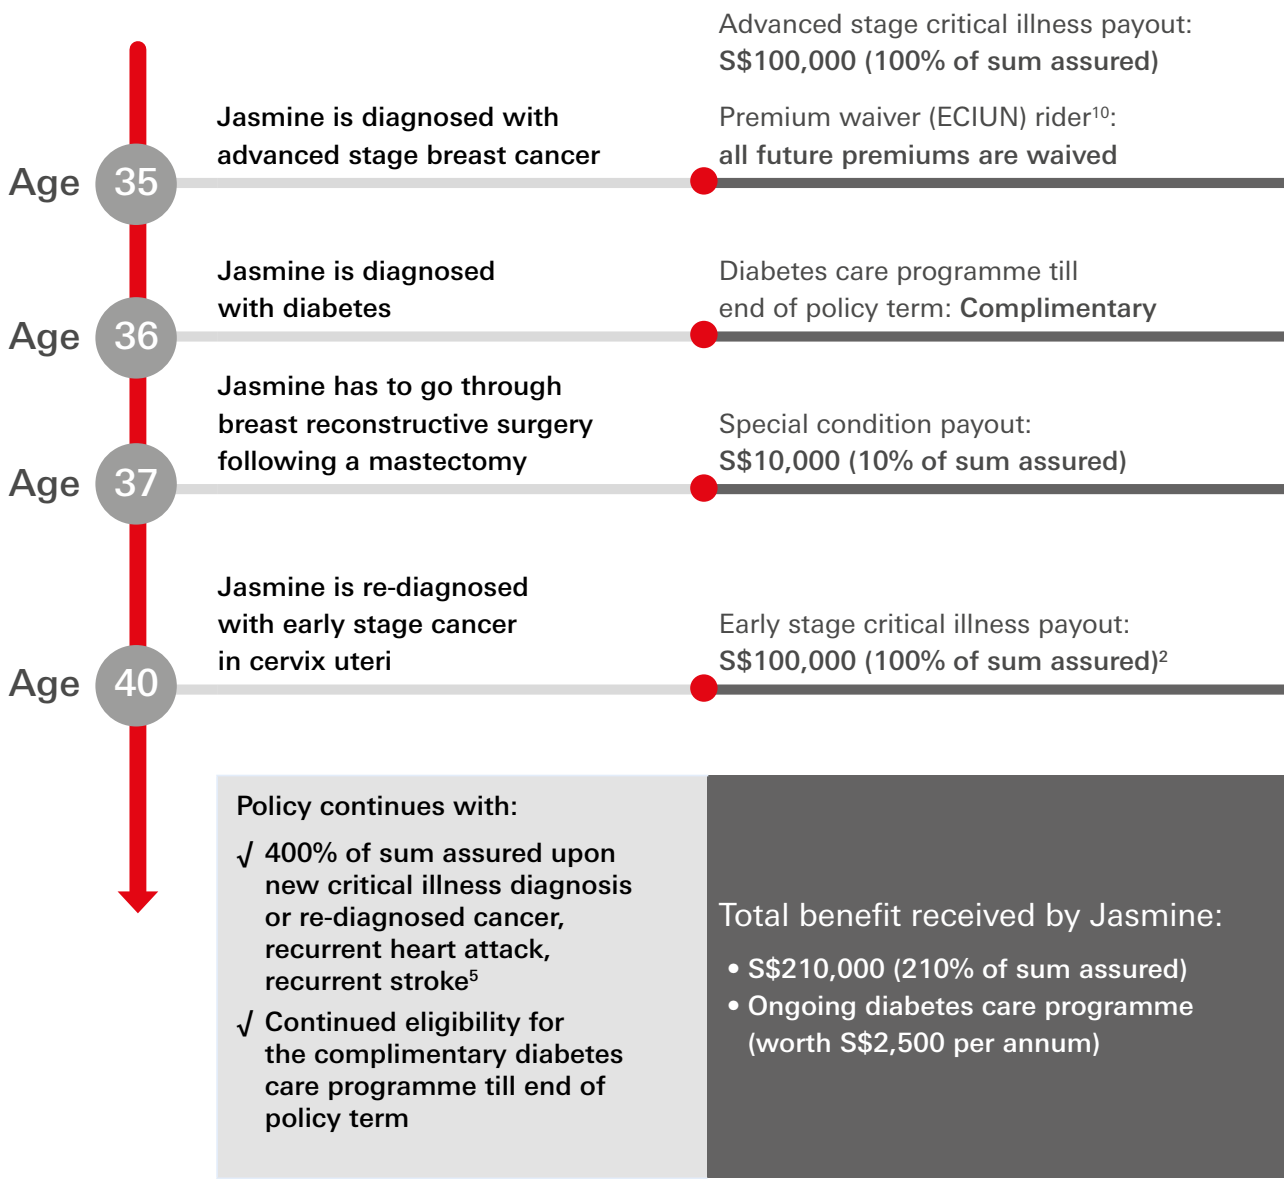 Advanced stage critical illness payout:
S$100,000 (100% of sum assured)
Jasmine is diagnosed with
advanced stage breast cancer
Premium waiver (ECIUN) rider¹⁰:
all future premiums are waived
Age 35
Jasmine is diagnosed
with diabetes
Diabetes care programme till
end of policy term: Complimentary
Age 36
Jasmine has to go through
breast reconstructive surgery
following a mastectomy
Special condition payout:
S$10,000 (10% of sum assured)
Age 37
Jasmine is re-diagnosed
with early stage cancer
in cervix uteri
Early stage critical illness payout:
S$100,000 (100% of sum assured)²
Age 40
Policy continues with:
√ 400% of sum assured upon
new critical illness diagnosis
or re-diagnosed cancer,
recurrent heart attack,
recurrent stroke⁵
√ Continued eligibility for
the complimentary diabetes
care programme till end of
policy term
Total benefit received by Jasmine:
• S$210,000 (210% of sum assured)
• Ongoing diabetes care programme
(worth S$2,500 per annum)